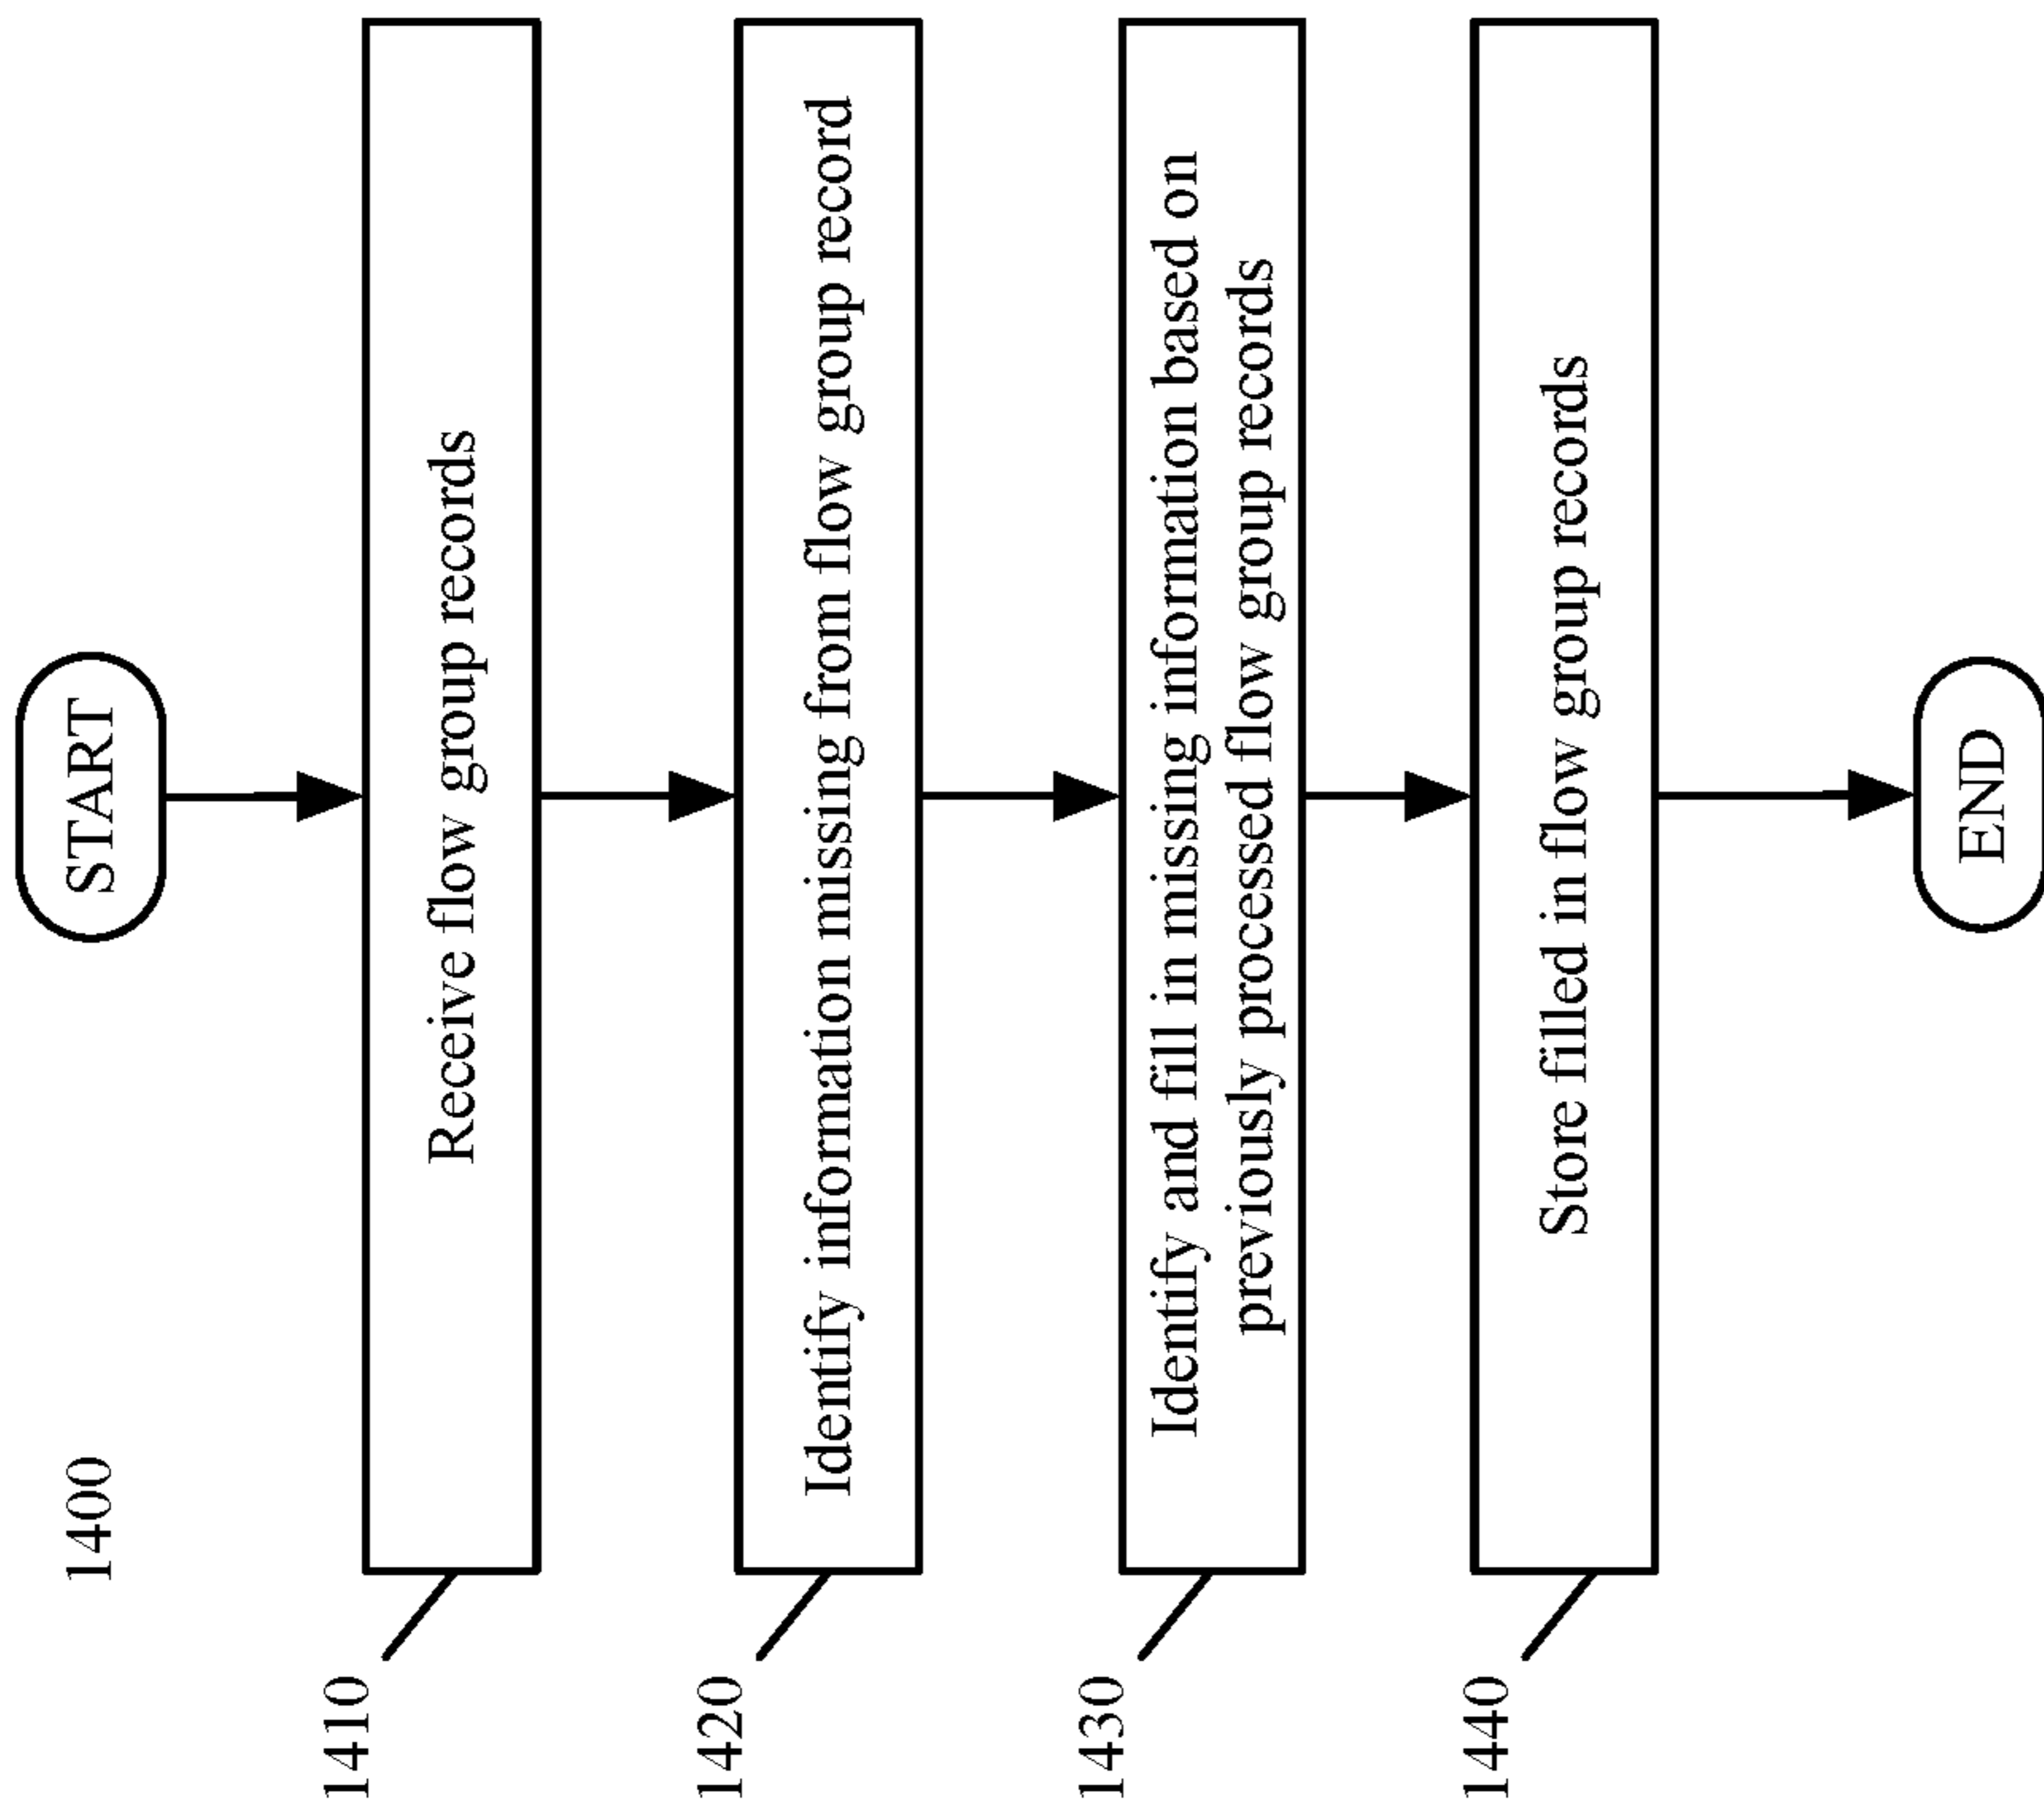 1400
START
1410
Receive flow group records
1420
Identify information missing from flow group record
1430
Identify and fill in missing information based on
previously processed flow group records
1440
Store filled in flow group records
END